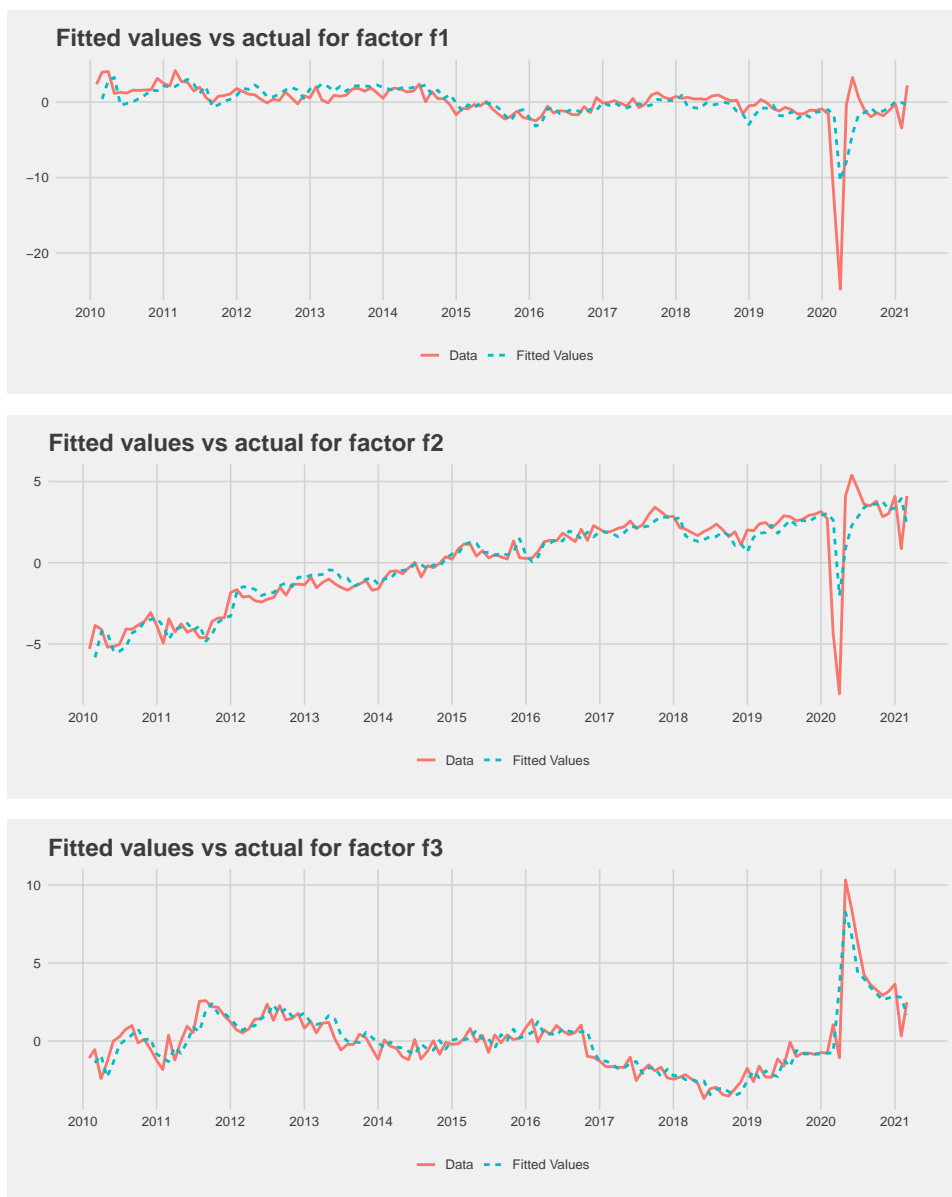 Fitted values vs actual for factor f1
0
−10
−20
2010 2011 2012 2013 2014 2015 2016 2017 2018 2019 2020 2021
Data Fitted Values
Fitted values vs actual for factor f2
5
0
−5
2010 2011 2012 2013 2014 2015 2016 2017 2018 2019 2020 2021
Data Fitted Values
Fitted values vs actual for factor f3
10
5
0
2010 2011 2012 2013 2014 2015 2016 2017 2018 2019 2020 2021
Data Fitted Values